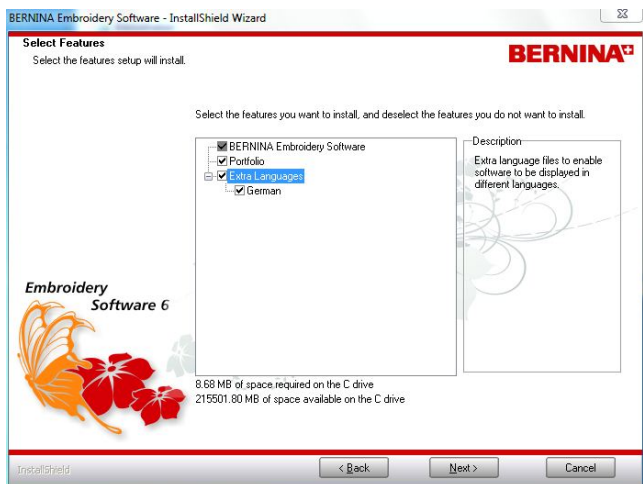 BERNINA Embroidery Software - InstallShield Wizard
Select Features
Select the features setup will install.
BERNINA
Select the features you want to install, and deselect the features you do not want to install.
BERNINA Embroidery Software
Portfolio
Extra Languages
German
Description
Extra language files to enable
software to be displayed in
different languages.
Embroidery
Software 6
8.68 MB of space required on the C drive
215501.80 MB of space available on the C drive
InstallShield
< Back
Next >
Cancel